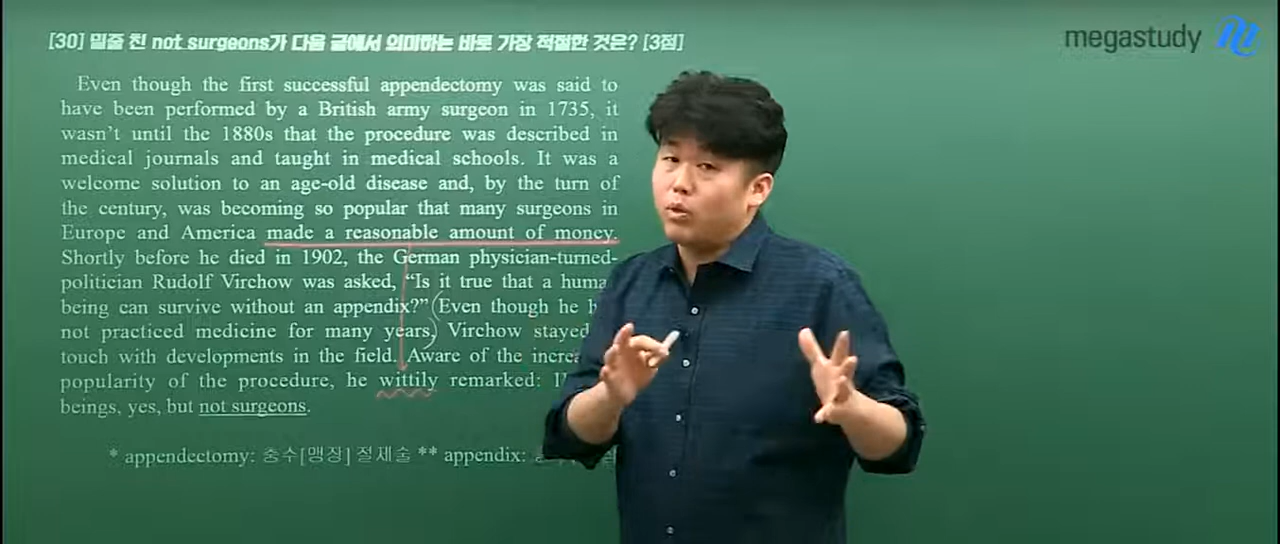 [30] 밑줄 친 not surgeons가 다음 글에서 의미하는 바로 가장 적절한 것은? [3점]
megastudy
Even though the first successful appendectomy was said to
have been performed by a British army surgeon in 1735, it
wasn't until the 1880s that the procedure was described in
medical journals and taught in medical schools. It was a
welcome solution to an age-old disease and, by the turn of
the century, was becoming so popular that many surgeons in
Europe and America made a reasonable amount of money.
Shortly before he died in 1902, the German physician-turned-
politician Rudolf Virchow was asked, "Is it true that a huma
being can survive without an appendix?" Even though he h
not practiced medicine for many years, Virchow stayed
touch with developments in the field. Aware of the increa
popularity of the procedure, he wittily remarked:
beings, yes, but not surgeons.
* appendectomy: 충수[맹장] 절제술 ** appendix: